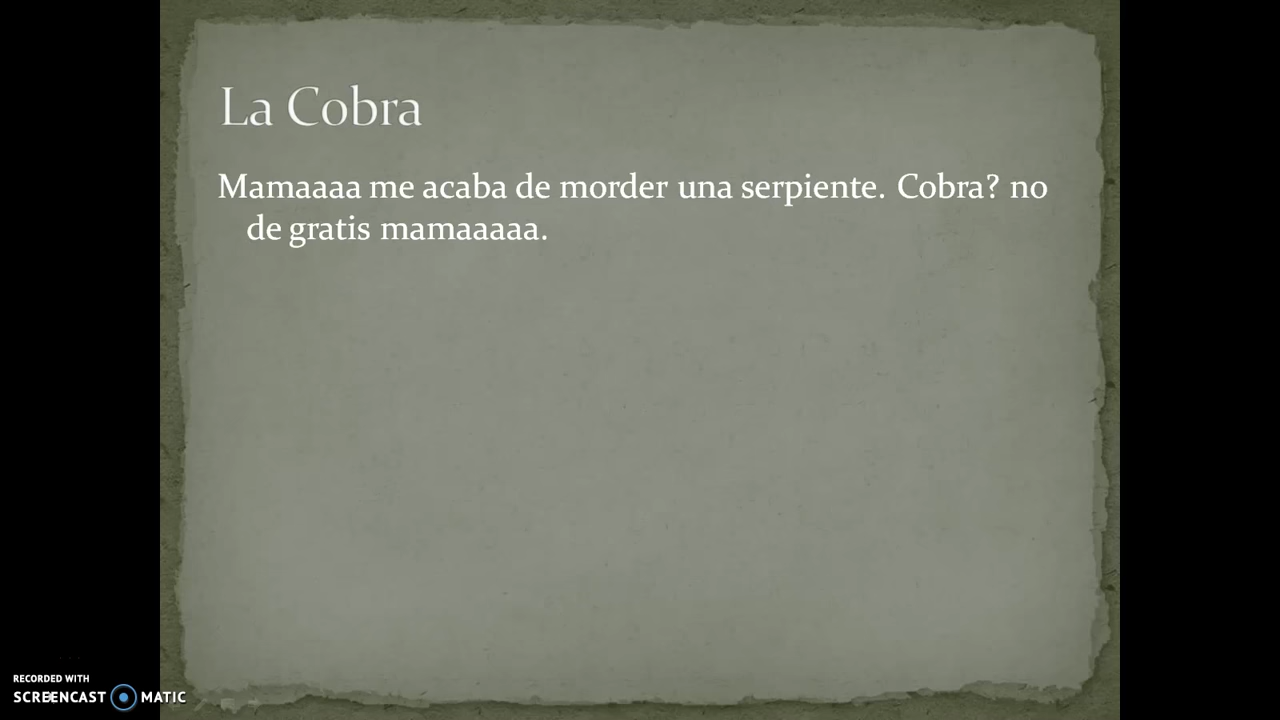 La Cobra
Mamaaaa me acaba de morder una serpiente. Cobra? no
de gratis mamaaaaa.
RECORDED WITH
SCREENCAST MATIC